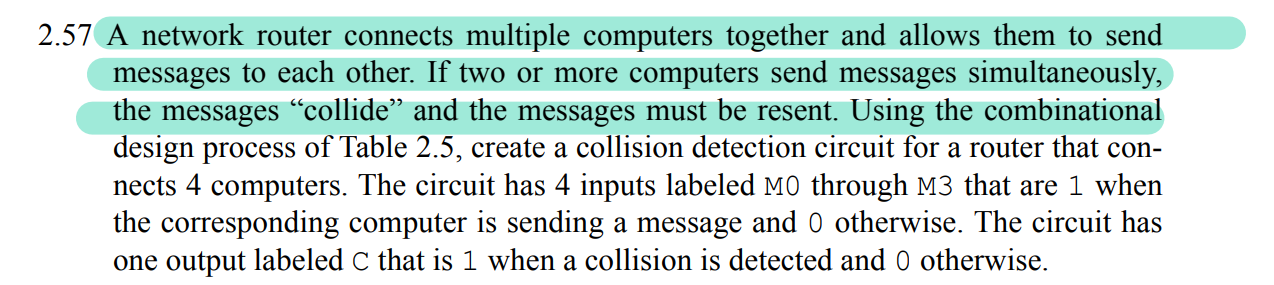 2.57 A network router connects multiple computers together and allows them to send
messages to each other. If two or more computers send messages simultaneously,
the messages “collide” and the messages must be resent. Using the combinational
design process of Table 2.5, create a collision detection circuit for a router that con-
nects 4 computers. The circuit has 4 inputs labeled M0 through M3 that are 1 when
the corresponding computer is sending a message and 0 otherwise. The circuit has
one output labeled C that is 1 when a collision is detected and 0 otherwise.